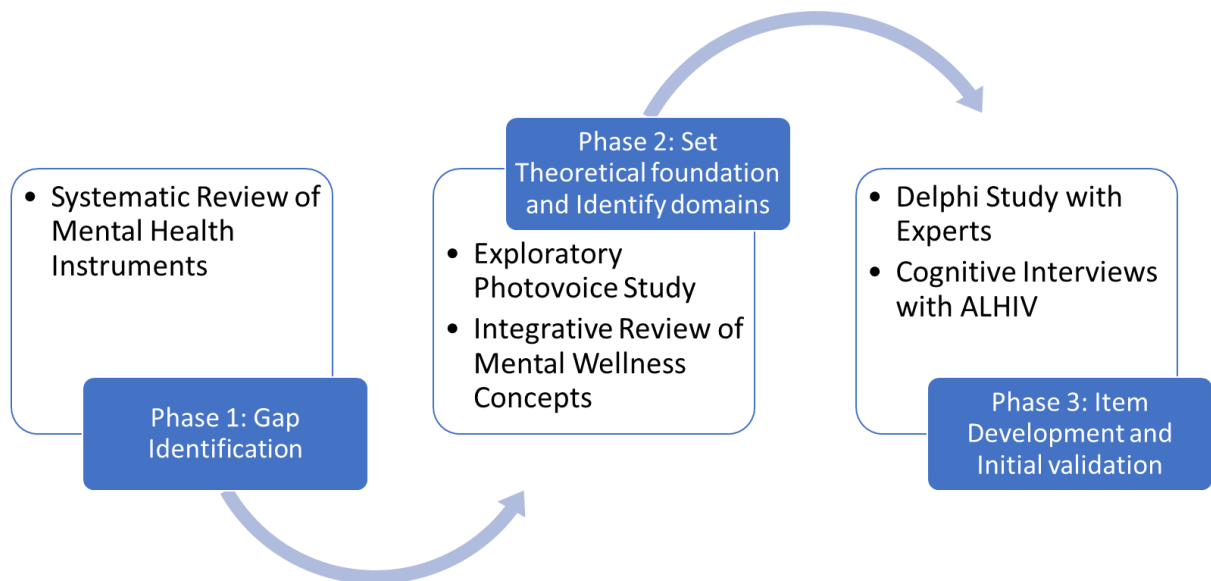 • Systematic Review of
Mental Health
Instruments
Phase 1: Gap
Identification
Phase 2: Set
Theoretical foundation
and Identify domains
• Exploratory
Photovoice Study
• Integrative Review of
Mental Wellness
Concepts
• Delphi Study with
Experts
• Cognitive Interviews
with ALHIV
Phase 3: Item
Development and
Initial validation